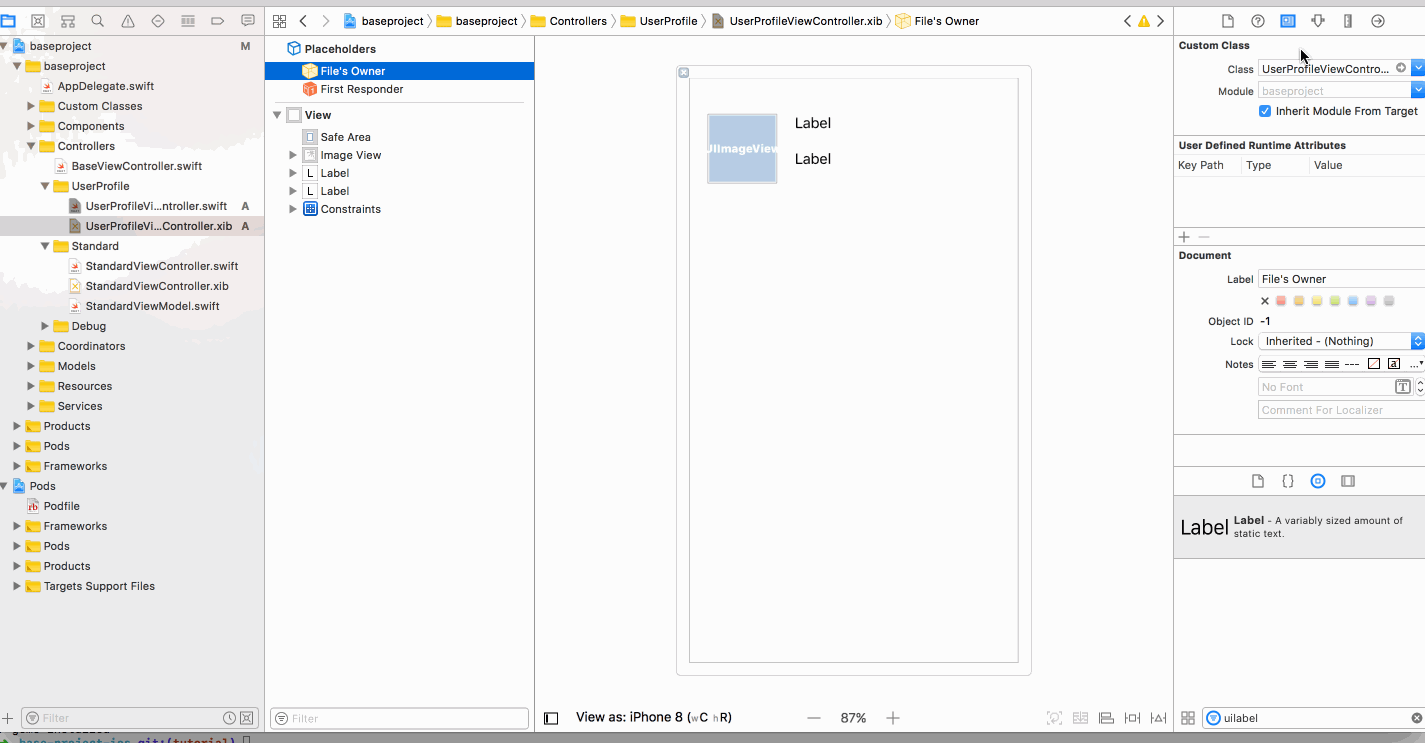 baseproject M
baseproject
AppDelegate.swift
Custom Classes
Components
Controllers
BaseViewController.swift
UserProfile
UserProfileVi...ntroller.swift A
UserProfileVi...Controller.xib A
Standard
StandardViewController.swift
StandardViewController.xib
StandardViewModel.swift
Debug
Coordinators
Models
Resources
Services
Products
Pods
Frameworks
Pods
Podfile
Frameworks
Pods
Products
Targets Support Files
Filter
baseproject baseproject Controllers UserProfile UserProfileViewController.xib File's Owner
Placeholders
File's Owner
First Responder
View
Safe Area
Image View
L Label
L Label
Constraints
Filter
UIImageView
Label
Label
View as: iPhone 8 (wC hR)
87%
Custom Class
Class UserProfileViewContro...
Module baseproject
Inherit Module From Target
User Defined Runtime Attributes
Key Path Type Value
Document
Label File's Owner
Object ID -1
Lock Inherited - (Nothing)
Notes
No Font T
Comment For Localizer
Label Label - A variably sized amount of
static text.
uilabel
base-project-ios git:(tutorial)